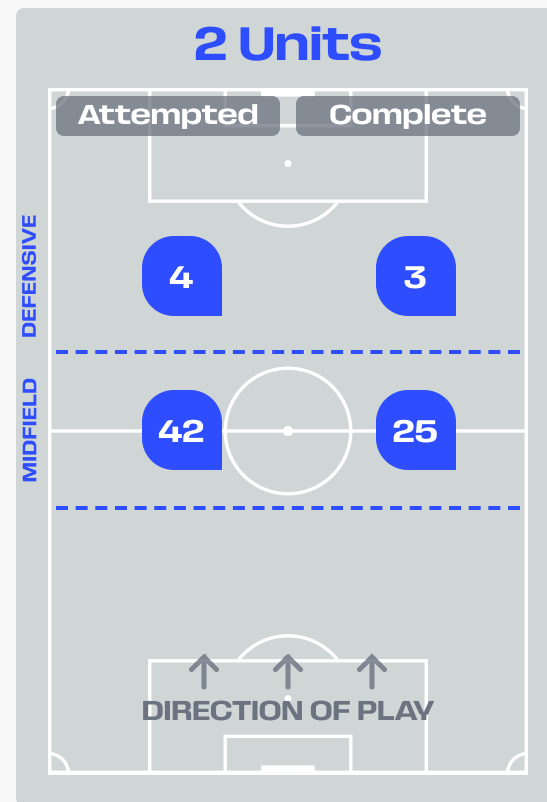 2 Units
Attempted Complete
DEFENSIVE
4 3
MIDFIELD
42 25
DIRECTION OF PLAY